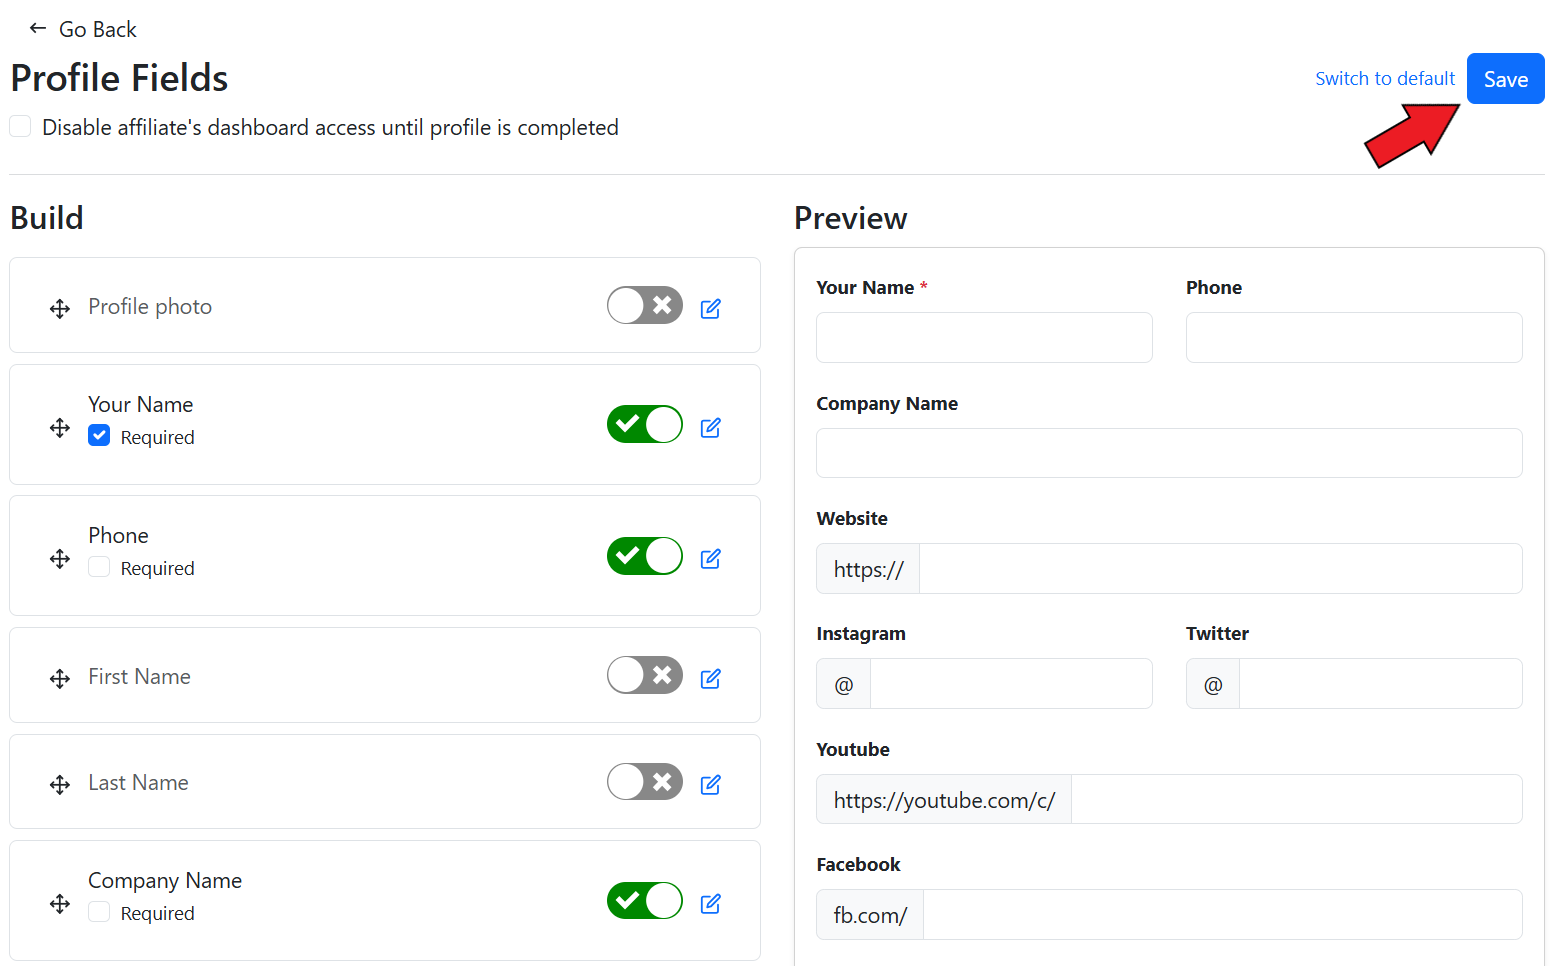 Go Back
Profile Fields
Switch to default
Save
Disable affiliate's dashboard access until profile is completed
Build
Profile photo
Your Name
Required
Phone
Required
First Name
Last Name
Company Name
Required
Preview
Your Name *
Phone
Company Name
Website
https://
Instagram
Twitter
@
@
Youtube
https://youtube.com/c/
Facebook
fb.com/